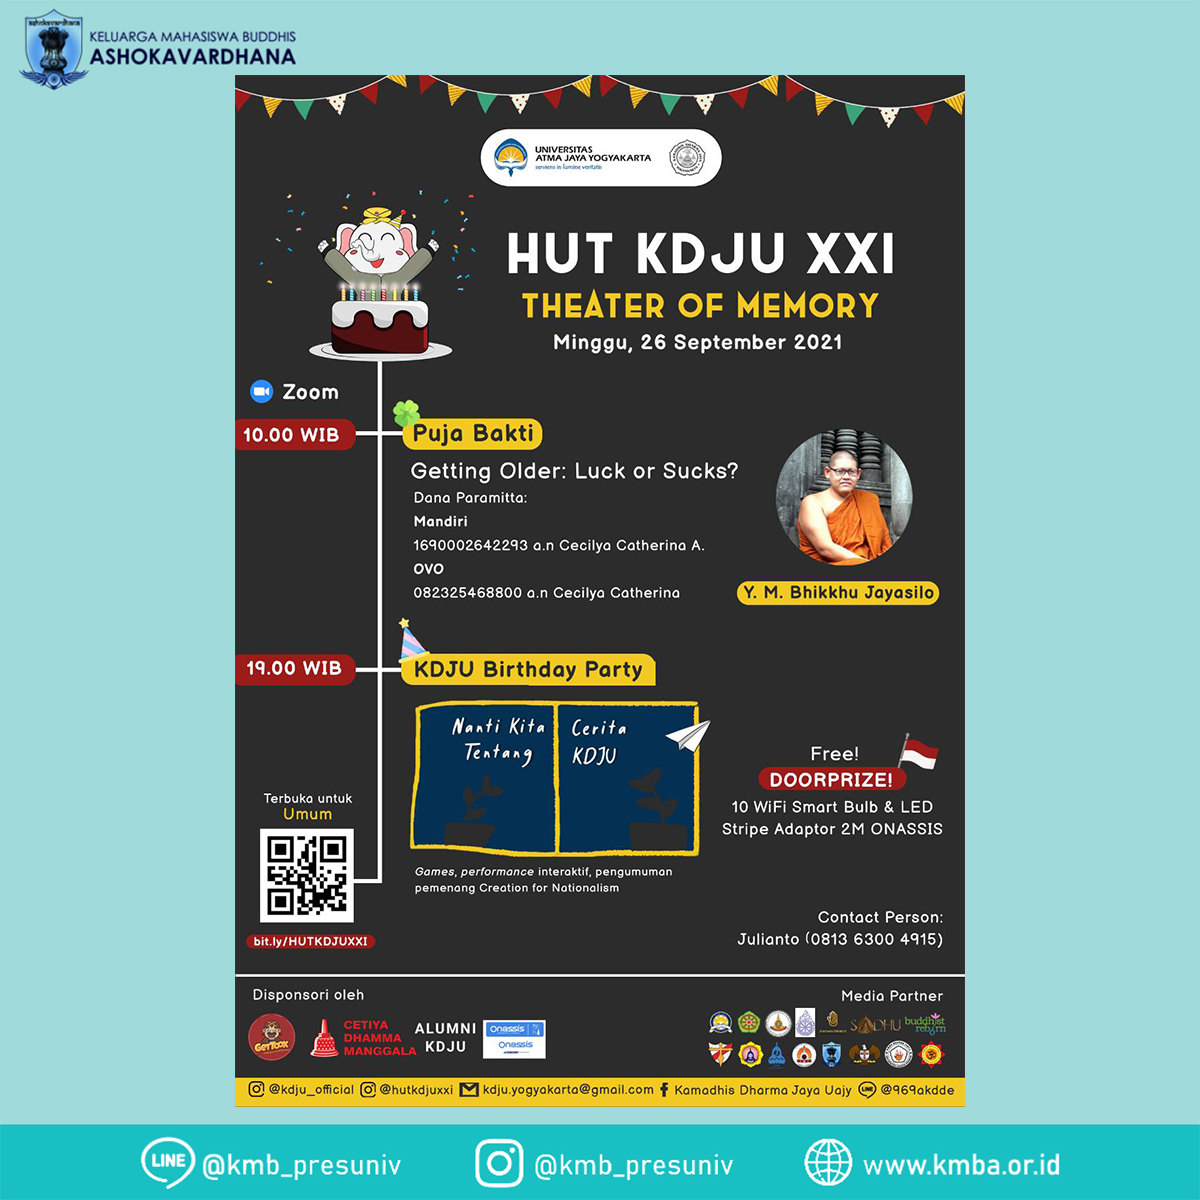 ashokavardhana
KELUARGA MAHASISWA BUDDHIS
ASHOKAVARDHANA
UNIVERSITAS
ATMA JAYA YOGYAKARTA
serviens in lumine veritatis
HUT KDJU XXI
THEATER OF MEMORY
Minggu, 26 September 2021
Zoom
10.00 WIB
Puja Bakti
Getting Older: Luck or Sucks?
Dana Paramitta:
Mandiri
1690002642293 a.n Cecilya Catherina A.
OVO
082325468800 a.n Cecilya Catherina
Y. M. Bhikkhu Jayasilo
19.00 WIB
KDJU Birthday Party
Nanti Kita
Tentang
Cerita
KDJU
Free!
DOORPRIZE!
10 WiFi Smart Bulb & LED
Stripe Adaptor 2M ONASSIS
Terbuka untuk
Umum
bit.ly/HUTKDJUXXI
Games, performance interaktif, pengumuman
pemenang Creation for Nationalism
Contact Person:
Julianto (0813 6300 4915)
Disponsori oleh
GETTOOK
CETIYA
DHAMMA
MANGGALA
ALUMNI
KDJU
Onassis
Onassis
Media Partner
SADHU
buddhist
reborn
@kdju_official
@hutkdjuxxi
kdju.yogyakarta@gmail.com
Kamadhis Dharma Jaya Uajy
LINE
@969akdde
LINE
@kmb_presuniv
@kmb_presuniv
www.kmba.or.id